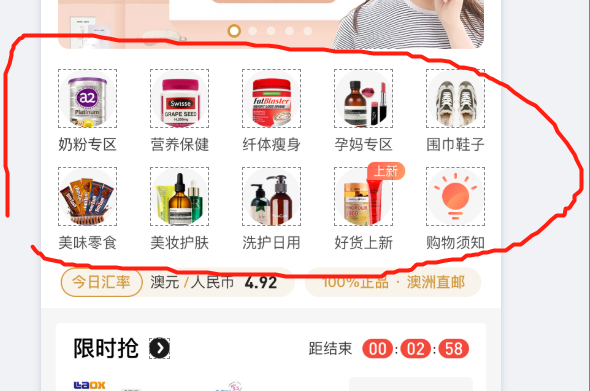 a2
Platinum
Swisse
GRAPE SEED
FatBlaster
奶粉专区
营养保健
纤体瘦身
孕妈专区
围巾鞋子
上新
美味零食
美妆护肤
洗护日用
好货上新
购物须知
今日汇率
澳元 / 人民币 4.92
100%正品 · 澳洲直邮
限时抢
距结束 00 : 02 : 58